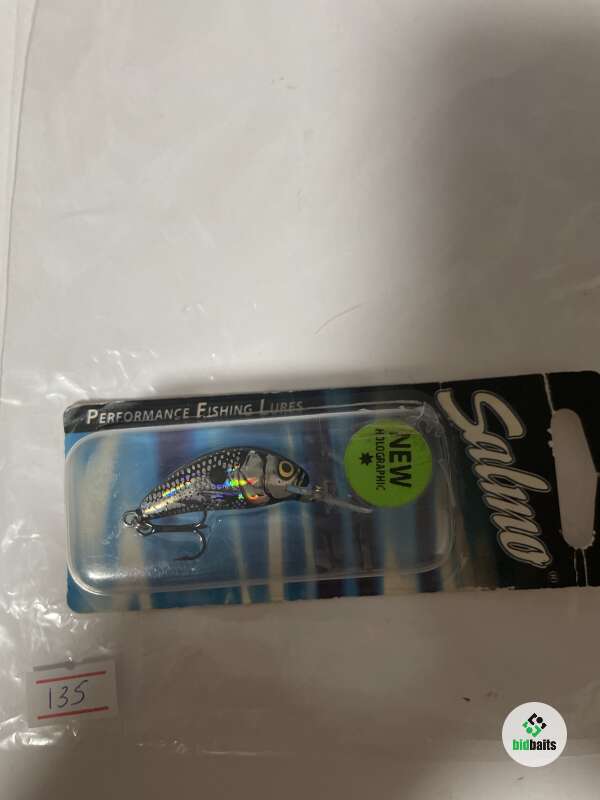 PERFORMANCE FISHING LURES
Salmo
®
NEW
HOLOGRAPHIC
135
bidbaits